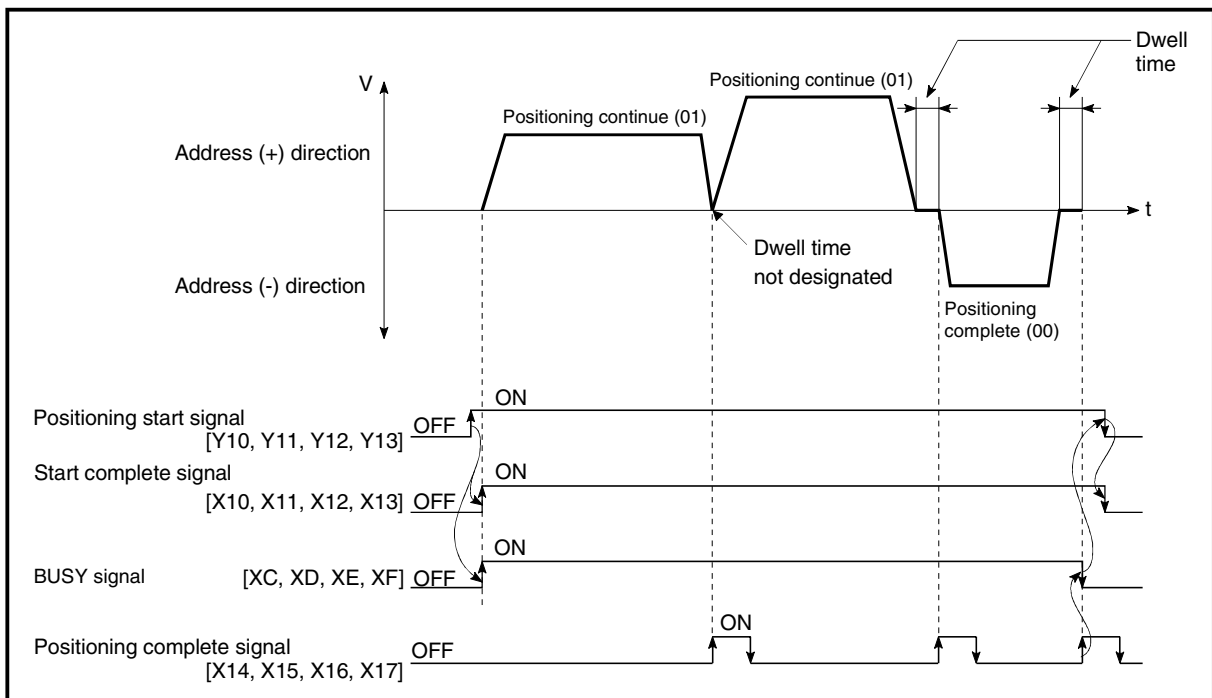 Dwell
time
V
Positioning continue (01)
Positioning continue (01)
Address (+) direction
t
Dwell time
not designated
Address (-) direction
Positioning
complete (00)
ON
Positioning start signal
OFF
[Y10, Y11, Y12, Y13]
Start complete signal
ON
[X10, X11, X12, X13]
OFF
ON
BUSY signal
[XC, XD, XE, XF]
OFF
Positioning complete signal
OFF
ON
[X14, X15, X16, X17]